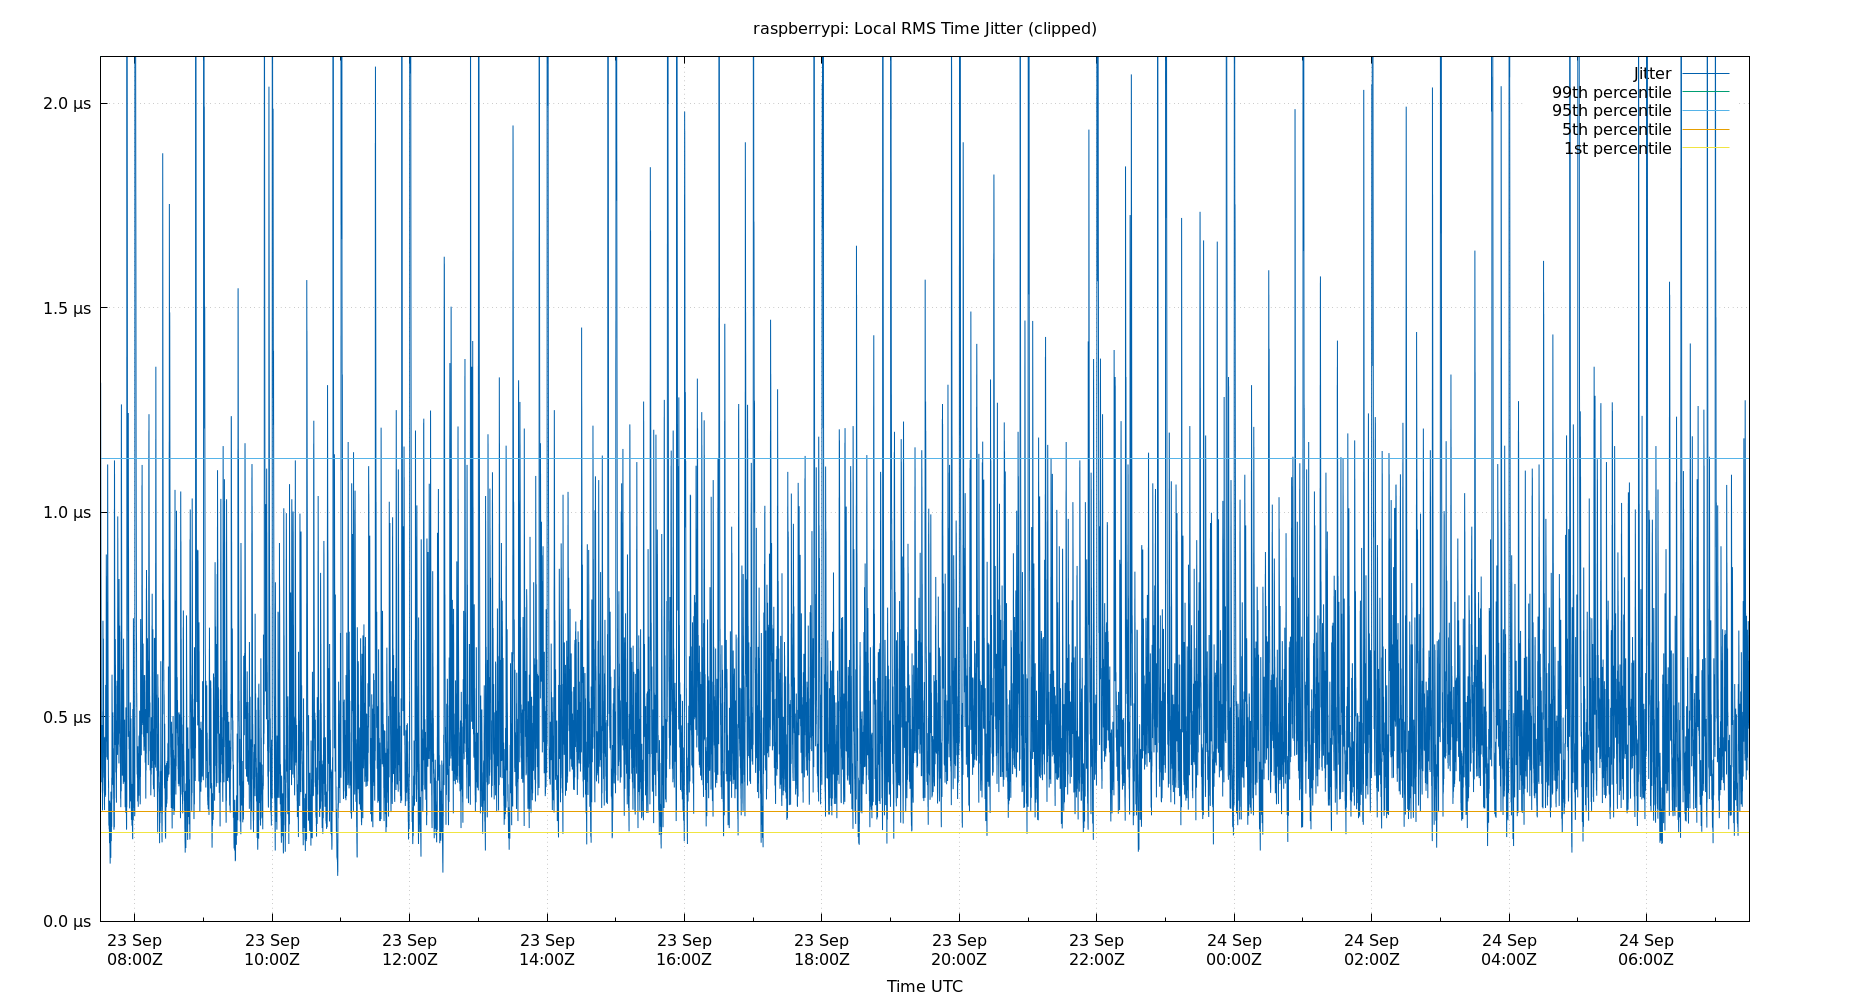 raspberrypi: Local RMS Time Jitter (clipped)
Jitter
99th percentile
95th percentile
5th percentile
1st percentile
2.0 µs
1.5 µs
1.0 µs
0.5 µs
0.0 µs
23 Sep 23 Sep 23 Sep 23 Sep 23 Sep 23 Sep 23 Sep 23 Sep 24 Sep 24 Sep 24 Sep 24 Sep
08:00Z 10:00Z 12:00Z 14:00Z 16:00Z 18:00Z 20:00Z 22:00Z 00:00Z 02:00Z 04:00Z 06:00Z
Time UTC